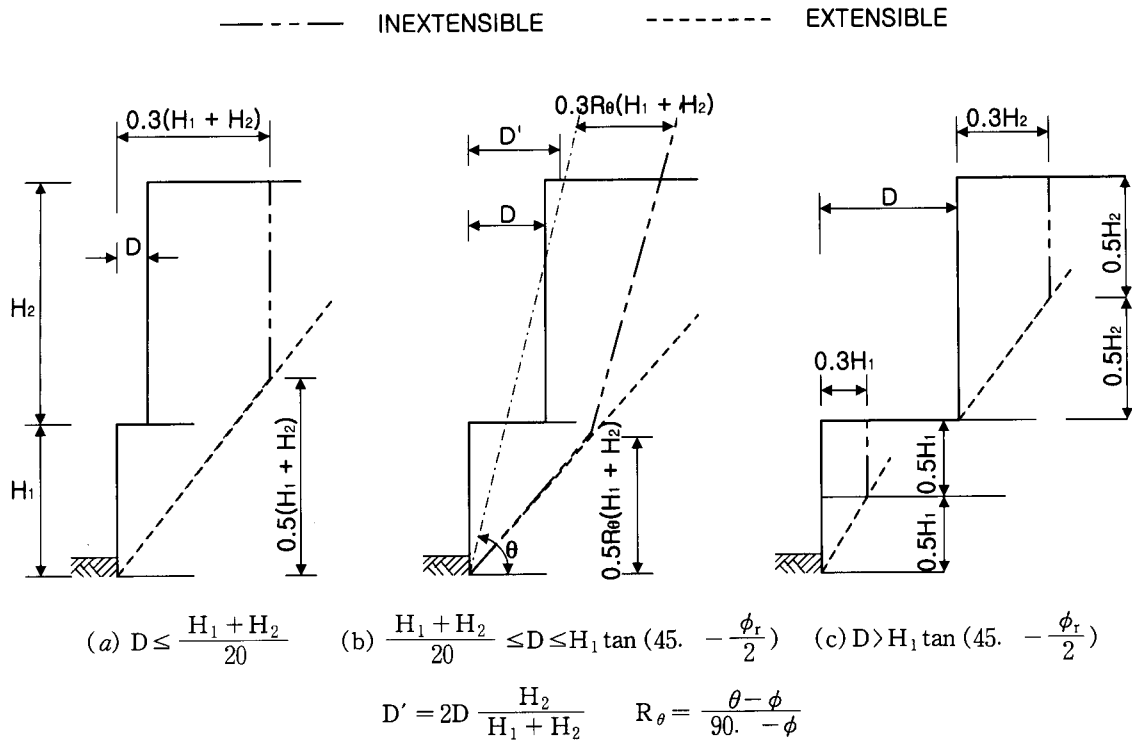 INEXTENSIBLE EXTENSIBLE
0.3(H₁ + H₂)
D
H₂
H₁
0.5(H₁ + H₂)
0.3Rθ(H₁ + H₂)
D'
D
θ
0.5Rθ(H₁ + H₂)
0.3H₂
D
0.5H₂
0.5H₂
0.3H₁
0.5H₁
0.5H₁
(a) D ≤ (H₁ + H₂)/20 (b) (H₁ + H₂)/20 ≤ D ≤ H₁ tan (45. - ϕr/2) (c) D > H₁ tan (45. - ϕr/2)
D' = 2D H₂/(H₁ + H₂) Rθ = (θ - ϕ)/(90. - ϕ)